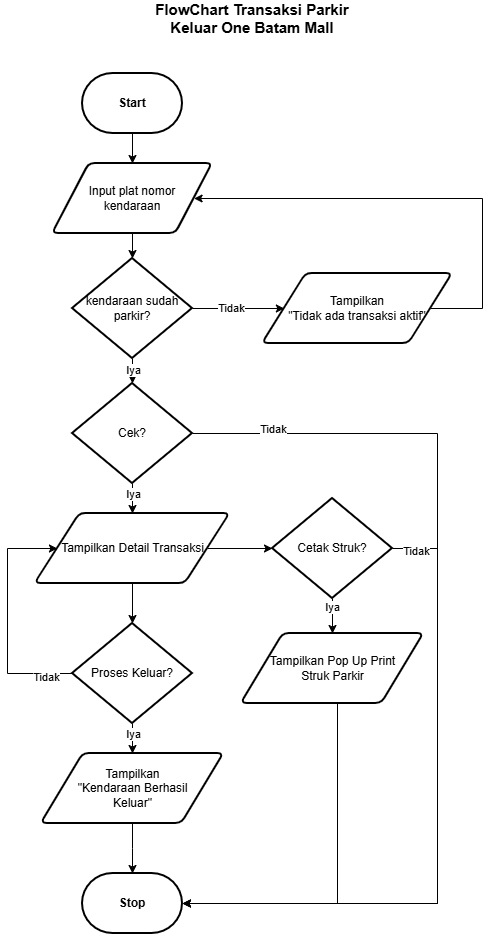 FlowChart Transaksi Parkir
Keluar One Batam Mall
Start
Input plat nomor
kendaraan
kendaraan sudah
parkir?
Tidak
Tampilkan
"Tidak ada transaksi aktif"
Iya
Cek?
Tidak
Iya
Tampilkan Detail Transaksi
Cetak Struk?
Tidak
Iya
Tampilkan Pop Up Print
Struk Parkir
Proses Keluar?
Tidak
Iya
Tampilkan
"Kendaraan Berhasil
Keluar"
Stop